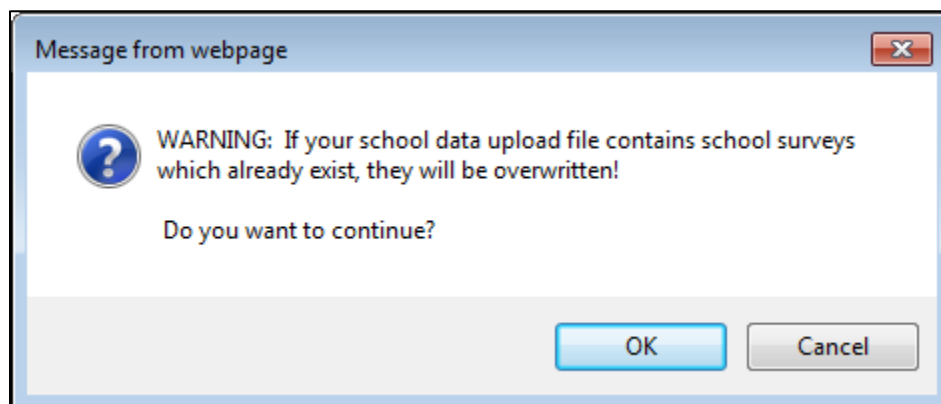 Message from webpage
WARNING:  If your school data upload file contains school surveys
which already exist, they will be overwritten!
Do you want to continue?
OK
Cancel